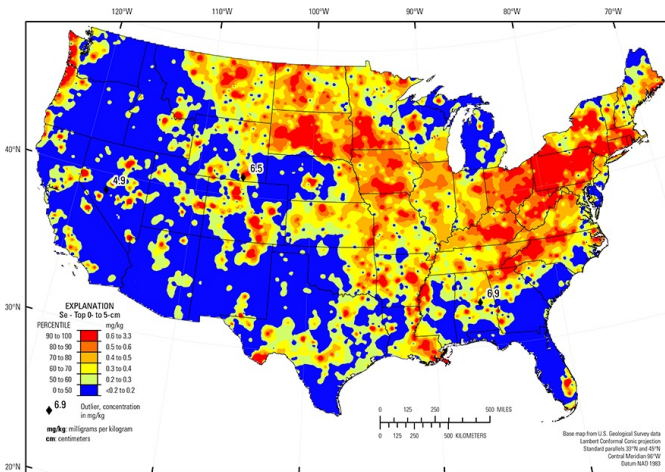 120°W 110°W 100°W 90°W 80°W 70°W
40°N
30°N
20°N
6.5
4.9
6.9
EXPLANATION
Se - Top 0- to 5-cm
PERCENTILE mg/kg
90 to 100 0.6 to 3.3
80 to 90 0.5 to 0.6
70 to 80 0.4 to 0.5
60 to 70 0.3 to 0.4
50 to 60 0.2 to 0.3
0 to 50 <0.2 to 0.2
6.9 Outlier, concentration
in mg/kg
mg/kg: milligrams per kilogram
cm: centimeters
0 125 250 500 MILES
0 125 250 500 KILOMETERS
Base map from U.S. Geological Survey data
Lambert Conformal Conic projection
Standard parallels 33°N and 45°N
Central Meridian 96°W
Datum NAD 1983